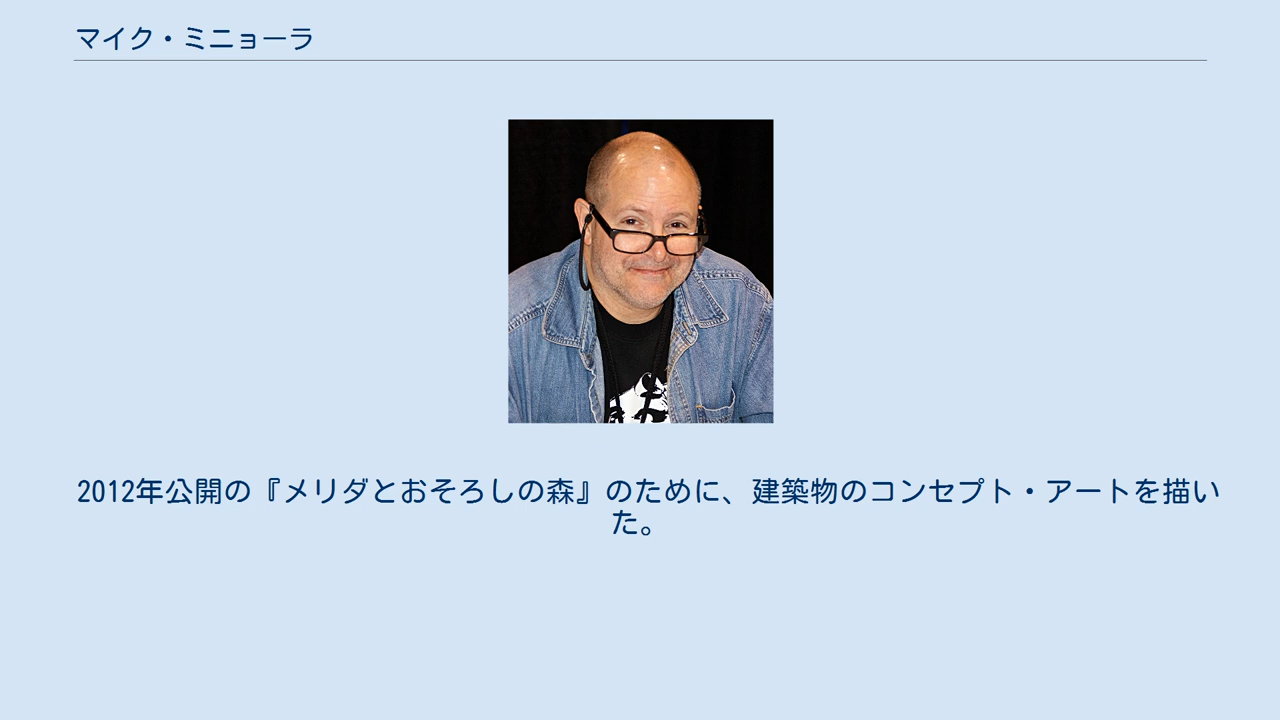 マイク・ミニョーラ
2012年公開の『メリダとおそろしの森』のために、建築物のコンセプト・アートを描い
た。